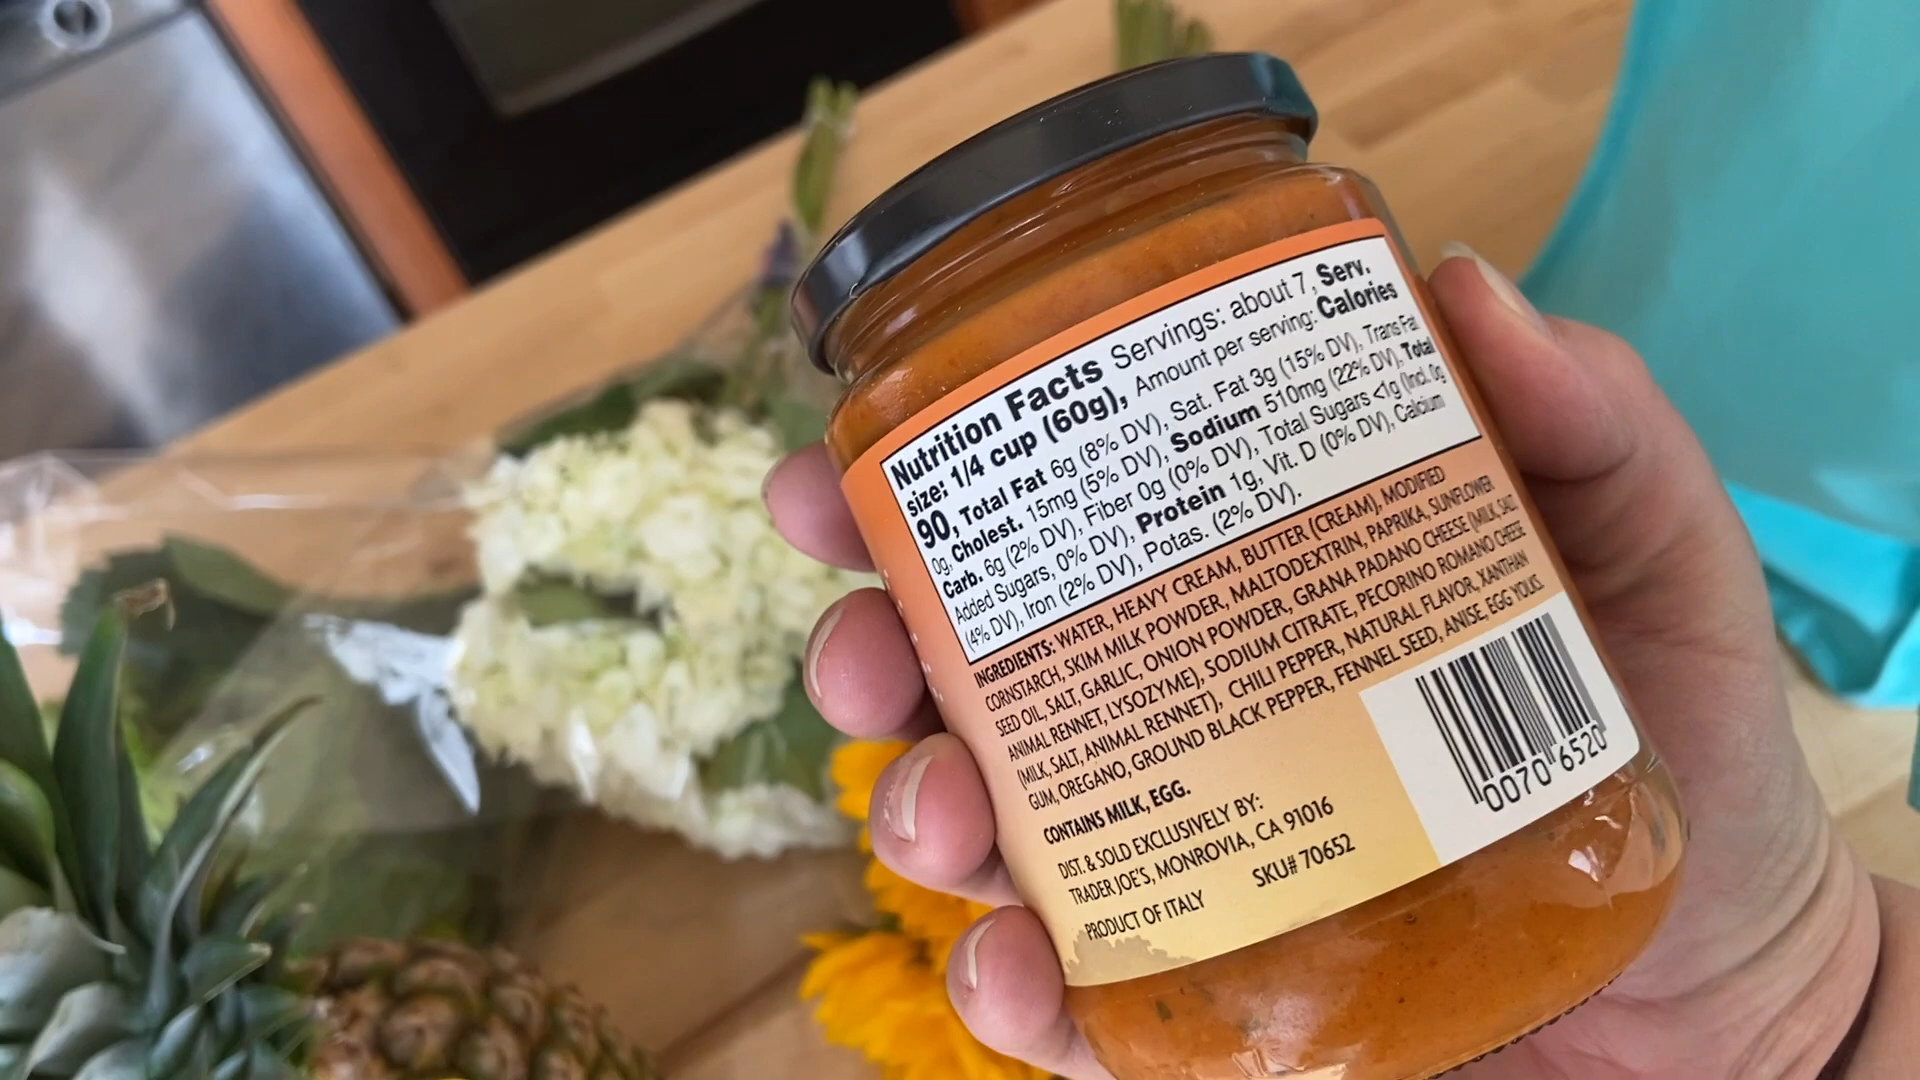 Nutrition Facts Servings: about 7, Serv.
size: 1/4 cup (60g), Amount per serving: Calories
90, Total Fat 6g (8% DV), Sat. Fat 3g (15% DV), Trans Fat
0g, Cholest. 15mg (5% DV), Sodium 510mg (22% DV), Total
Carb. 6g (2% DV), Fiber 0g (0% DV), Total Sugars <1g (Incl. 0g
Added Sugars, 0% DV), Protein 1g, Vit. D (0% DV), Calcium
(4% DV), Iron (2% DV), Potas. (2% DV).
INGREDIENTS: WATER, HEAVY CREAM, BUTTER (CREAM), MODIFIED
CORNSTARCH, SKIM MILK POWDER, MALTODEXTRIN, PAPRIKA, SUNFLOWER
SEED OIL, SALT, GARLIC, ONION POWDER, GRANA PADANO CHEESE (MILK, SALT,
ANIMAL RENNET, LYSOZYME), SODIUM CITRATE, PECORINO ROMANO CHEESE
(MILK, SALT, ANIMAL RENNET), CHILI PEPPER, NATURAL FLAVOR, XANTHAN
GUM, OREGANO, GROUND BLACK PEPPER, FENNEL SEED, ANISE, EGG YOLKS.
CONTAINS MILK, EGG.
DIST. & SOLD EXCLUSIVELY BY:
TRADER JOE'S, MONROVIA, CA 91016
PRODUCT OF ITALY SKU# 70652
0070 6520